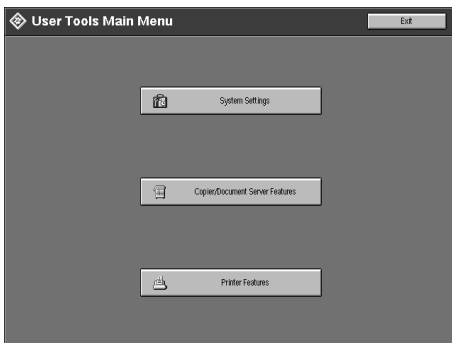 User Tools Main Menu
Exit
System Settings
Copier/Document Server Features
Printer Features